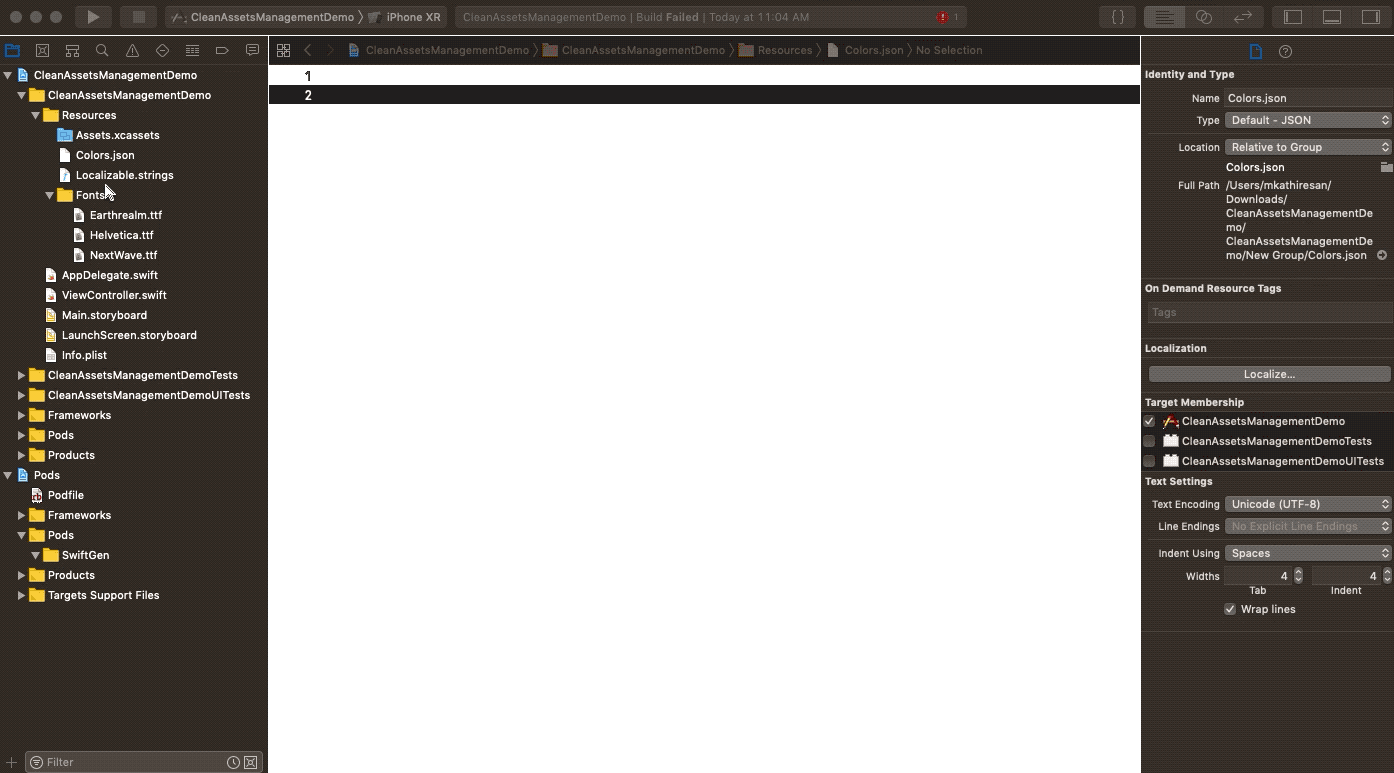 CleanAssetsManagementDemo iPhone XR
CleanAssetsManagementDemo | Build Failed | Today at 11:04 AM 1
{ }
CleanAssetsManagementDemo CleanAssetsManagementDemo Resources Colors.json No Selection
CleanAssetsManagementDemo
CleanAssetsManagementDemo
Resources
Assets.xcassets
Colors.json
Localizable.strings
Fonts
Earthrealm.ttf
Helvetica.ttf
NextWave.ttf
AppDelegate.swift
ViewController.swift
Main.storyboard
LaunchScreen.storyboard
Info.plist
CleanAssetsManagementDemoTests
CleanAssetsManagementDemoUITests
Frameworks
Pods
Products
Pods
Podfile
Frameworks
Pods
SwiftGen
Products
Targets Support Files
Filter
1
2
Identity and Type
Name Colors.json
Type Default - JSON
Location Relative to Group
Colors.json
Full Path /Users/mkathiresan/
Downloads/
CleanAssetsManagementDe
mo/
CleanAssetsManagementDe
mo/New Group/Colors.json
On Demand Resource Tags
Tags
Localization
Localize...
Target Membership
CleanAssetsManagementDemo
CleanAssetsManagementDemoTests
CleanAssetsManagementDemoUITests
Text Settings
Text Encoding Unicode (UTF-8)
Line Endings No Explicit Line Endings
Indent Using Spaces
Widths 4 4
Tab Indent
Wrap lines